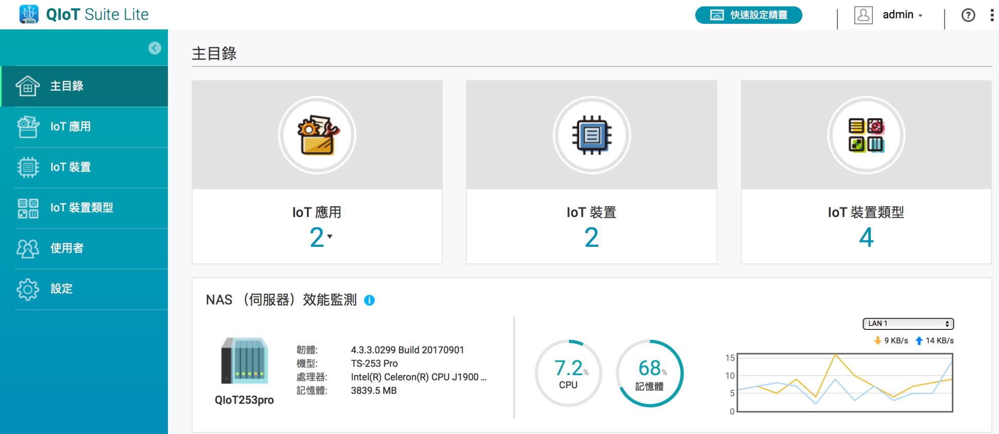 QIoT Suite Lite
快速設定精靈
admin
主目錄
IoT 應用
IoT 裝置
IoT 裝置類型
使用者
設定
主目錄
IoT 應用
2
IoT 裝置
2
IoT 裝置類型
4
NAS （伺服器）效能監測
QIoT253pro
韌體: 4.3.3.0299 Build 20170901
機型: TS-253 Pro
處理器: Intel(R) Celeron(R) CPU J1900 ...
記憶體: 3839.5 MB
7.2%
CPU
68%
記憶體
LAN 1
9 KB/s 14 KB/s
15
10
5
0